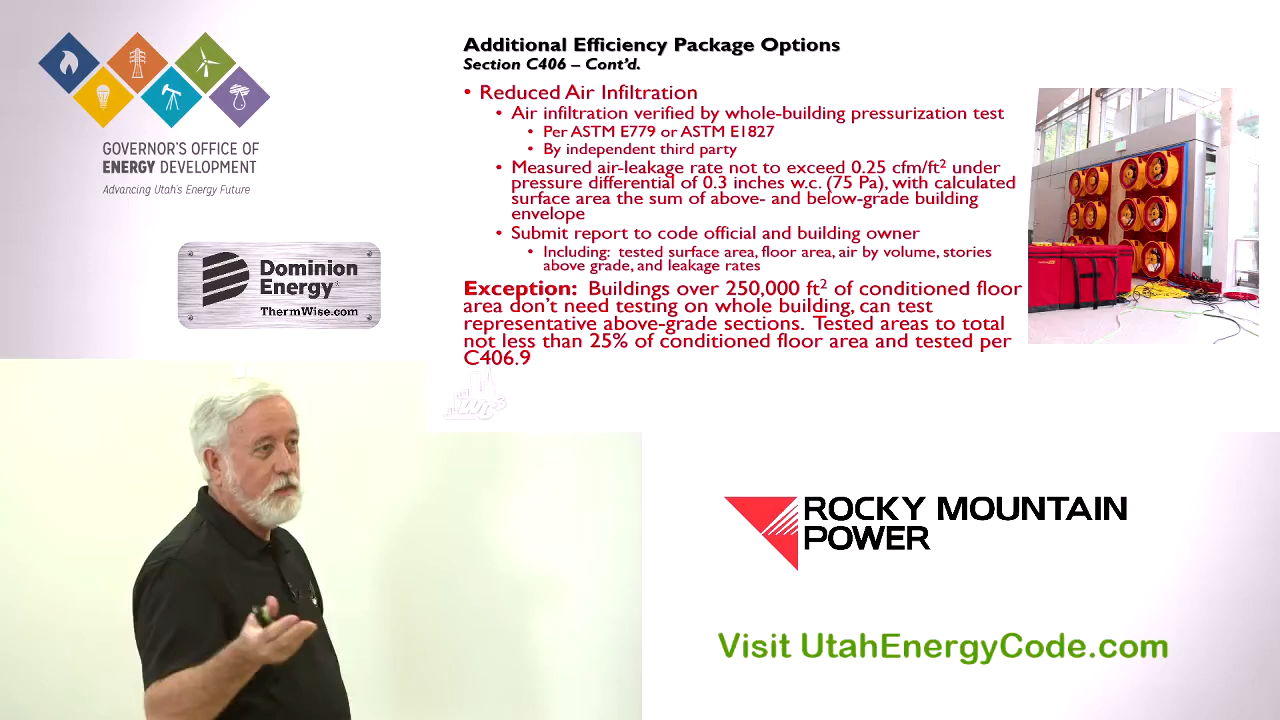 Additional Efficiency Package Options
Section C406 – Cont'd.
• Reduced Air Infiltration
• Air infiltration verified by whole-building pressurization test
• Per ASTM E779 or ASTM E1827
• By independent third party
• Measured air-leakage rate not to exceed 0.25 cfm/ft² under
pressure differential of 0.3 inches w.c. (75 Pa), with calculated
surface area the sum of above- and below-grade building
envelope
• Submit report to code official and building owner
• Including: tested surface area, floor area, air by volume, stories
above grade, and leakage rates
Exception: Buildings over 250,000 ft² of conditioned floor
area don't need testing on whole building, can test
representative above-grade sections. Tested areas to total
not less than 25% of conditioned floor area and tested per
C406.9
GOVERNOR'S OFFICE OF
ENERGY DEVELOPMENT
Advancing Utah's Energy Future
Dominion
Energy®
ThermWise.com
ROCKY MOUNTAIN
POWER
Visit UtahEnergyCode.com